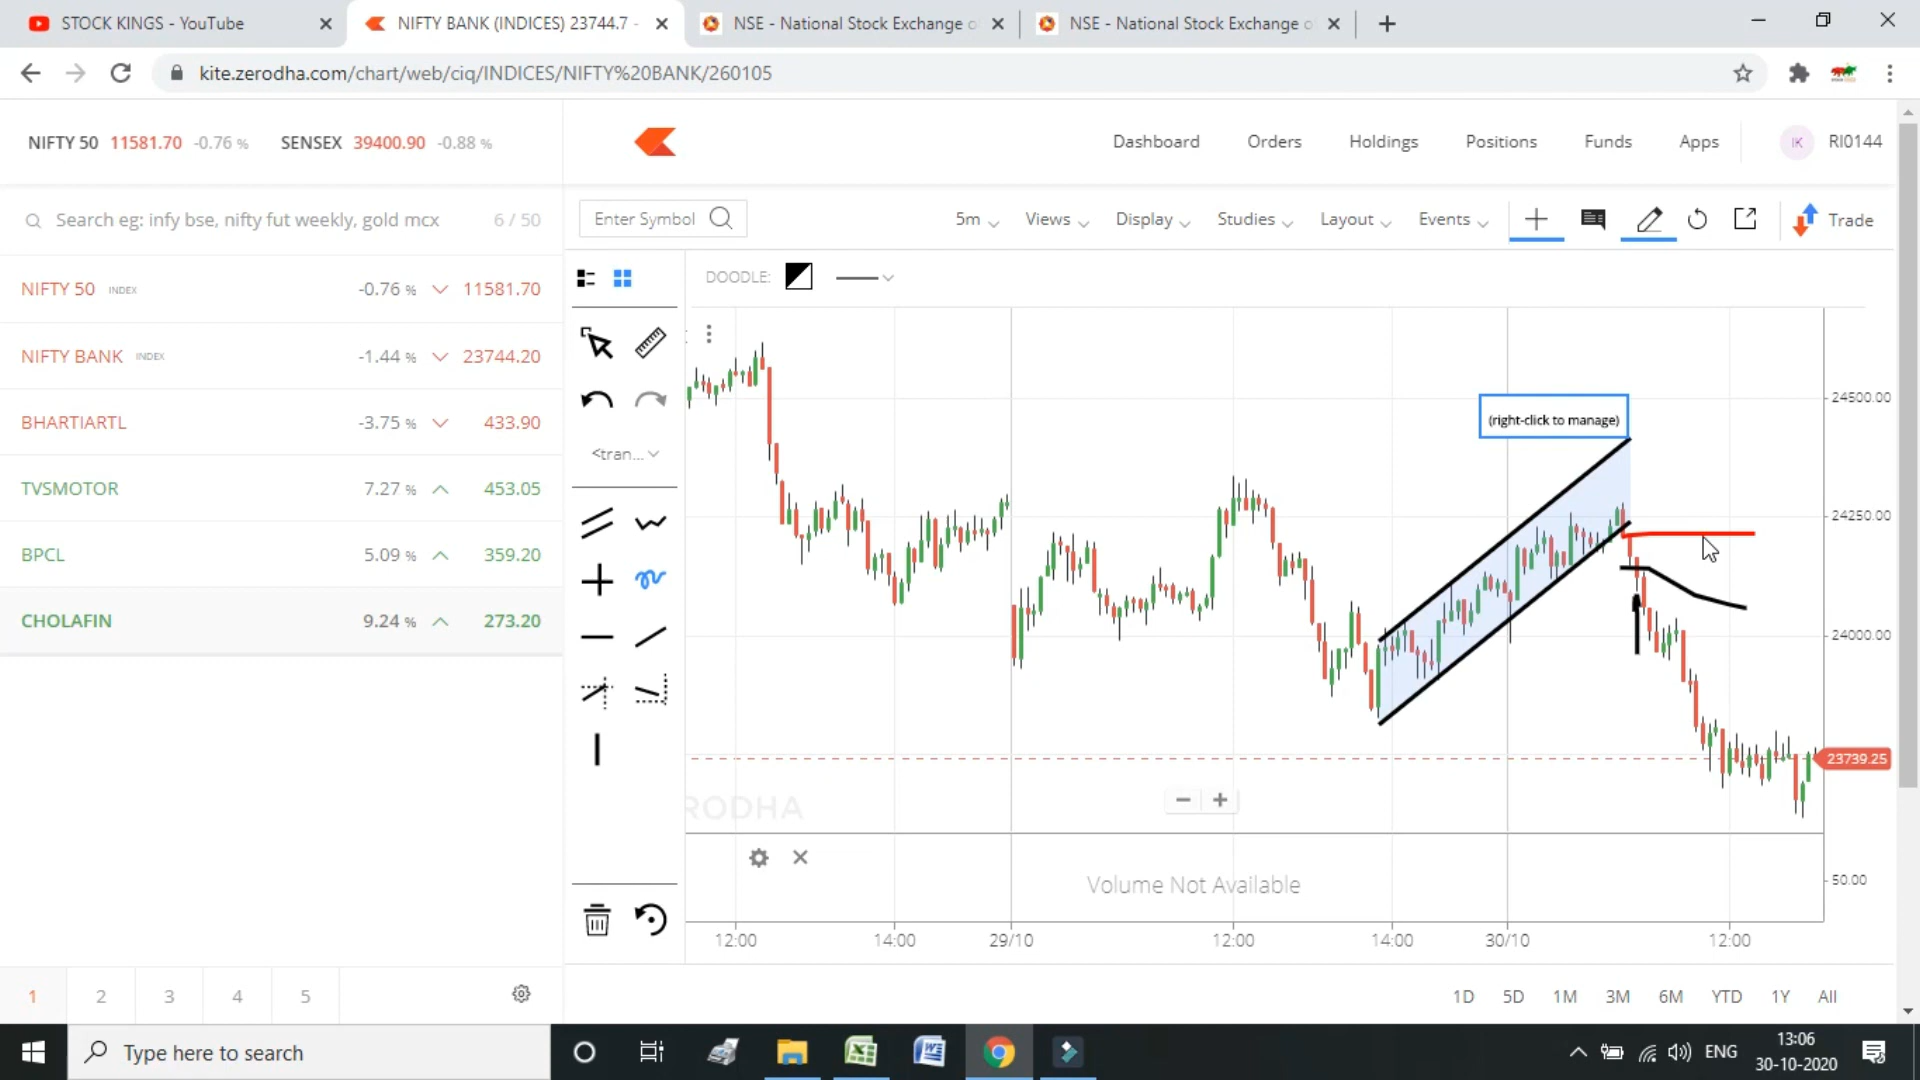 STOCK KINGS - YouTube
NIFTY BANK (INDICES) 23744.7 -
NSE - National Stock Exchange o
NSE - National Stock Exchange o
kite.zerodha.com/chart/web/ciq/INDICES/NIFTY%20BANK/260105
NIFTY 50 11581.70 -0.76 % SENSEX 39400.90 -0.88 %
Dashboard Orders Holdings Positions Funds Apps IK RI0144
Search eg: infy bse, nifty fut weekly, gold mcx 6 / 50
Enter Symbol 5m Views Display Studies Layout Events Trade
DOODLE:
NIFTY 50 INDEX -0.76 % 11581.70
NIFTY BANK INDEX -1.44 % 23744.20
BHARTIARTL -3.75 % 433.90
TVSMOTOR 7.27 % 453.05
BPCL 5.09 % 359.20
CHOLAFIN 9.24 % 273.20
<tran...
(right-click to manage)
24500.00
24250.00
24000.00
23739.25
RODHA
Volume Not Available
50.00
12:00 14:00 29/10 12:00 14:00 30/10 12:00
1 2 3 4 5
1D 5D 1M 3M 6M YTD 1Y All
Type here to search
ENG
13:06
30-10-2020